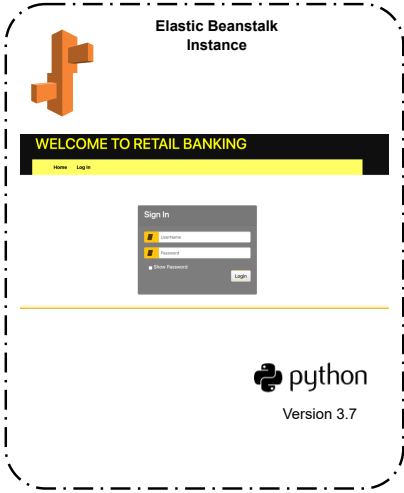 Elastic Beanstalk
Instance
WELCOME TO RETAIL BANKING
Home Log In
Sign In
UserName
Password
Show Password
Login
python
Version 3.7